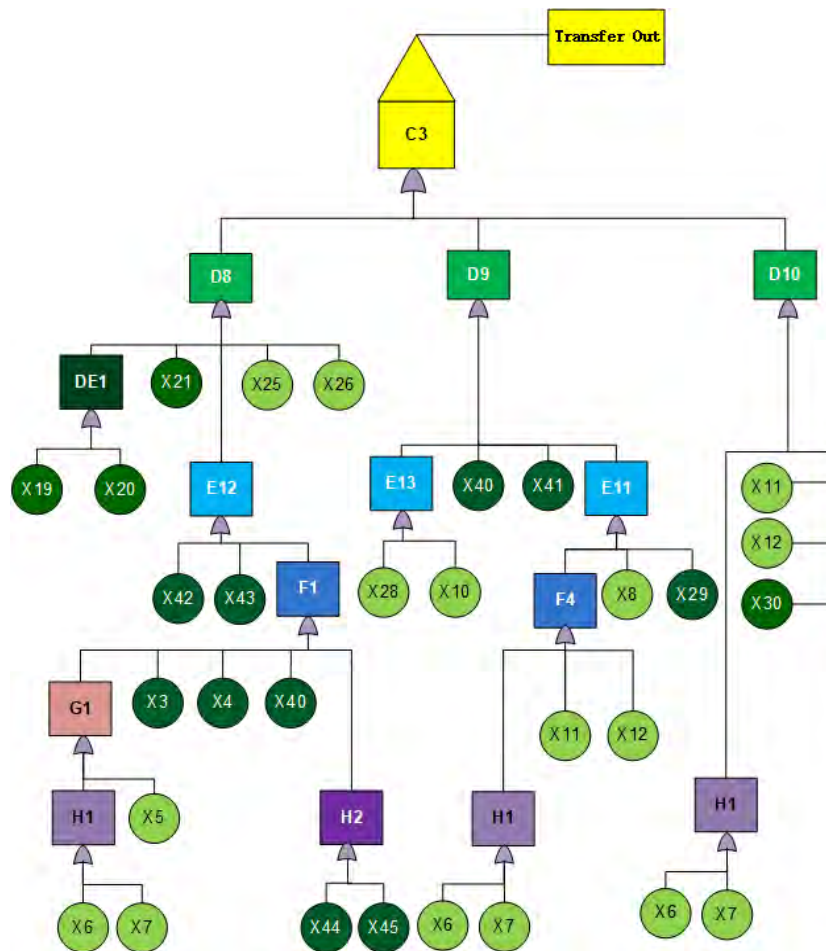 Transfer Out
C3
D8
D9
D10
DE1
X21
X25
X26
X19
X20
E12
E13
X40
X41
E11
X11
X12
X30
X42
X43
F1
X28
X10
F4
X8
X29
G1
X3
X4
X40
X11
X12
H1
X5
H2
H1
H1
X6
X7
X44
X45
X6
X7
X6
X7